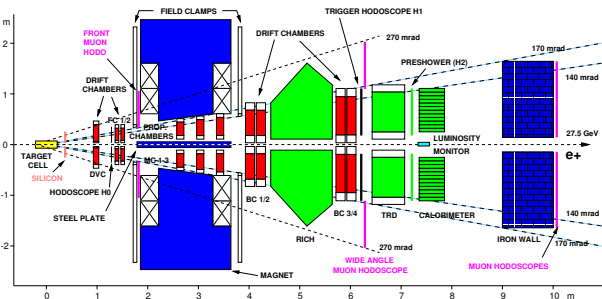 FIELD CLAMPS
TRIGGER HODOSCOPE H1
FRONT
MUON
HODO
DRIFT CHAMBERS
270 mrad
170 mrad
PRESHOWER (H2)
140 mrad
DRIFT
CHAMBERS
FC 1/2
PROP.
CHAMBERS
MC 1-3
27.5 GeV
e+
LUMINOSITY
MONITOR
TARGET
CELL
SILICON
DVC
HODOSCOPE H0
STEEL PLATE
BC 1/2
BC 3/4
TRD
CALORIMETER
RICH
140 mrad
IRON WALL
170 mrad
270 mrad
WIDE ANGLE
MUON HODOSCOPE
MUON HODOSCOPES
MAGNET
m
2
1
0
-1
-2
0 1 2 3 4 5 6 7 8 9 10 m